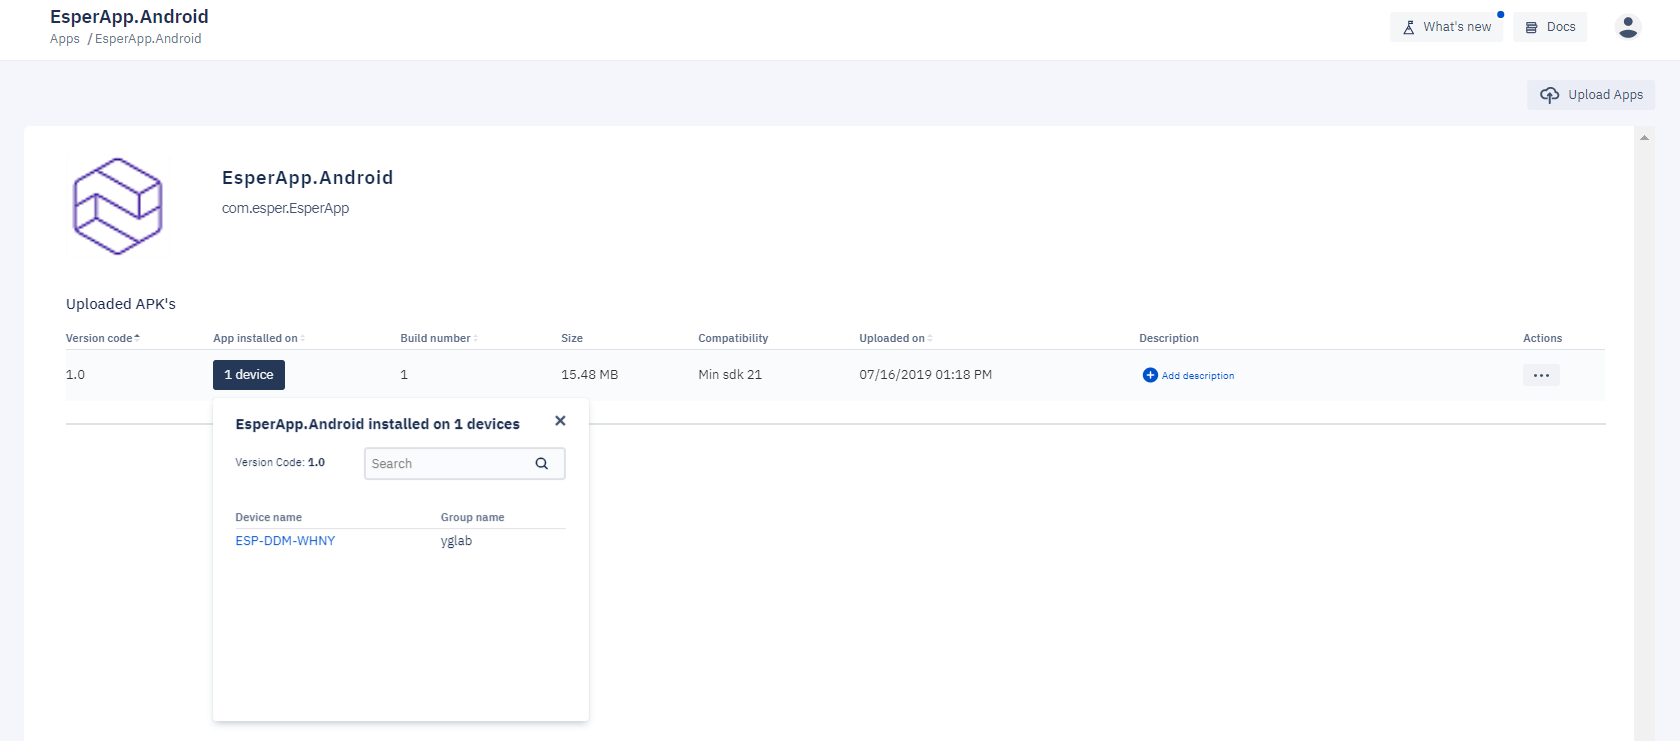 EsperApp.Android
Apps / EsperApp.Android
What's new
Docs
Upload Apps
EsperApp.Android
com.esper.EsperApp
Uploaded APK's
Version code App installed on Build number Size Compatibility Uploaded on Description Actions
1.0 1 device 1 15.48 MB Min sdk 21 07/16/2019 01:18 PM Add description
EsperApp.Android installed on 1 devices
Version Code: 1.0 Search
Device name Group name
ESP-DDM-WHNY yglab